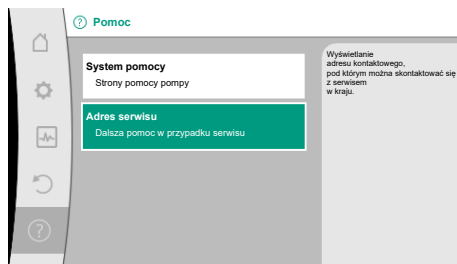 Pomoc
System pomocy
Strony pomocy pompy
Adres serwisu
Dalsza pomoc w przypadku serwisu
Wyświetlanie
adresu kontaktowego,
pod którym można skontaktować się
z serwisem
w kraju.